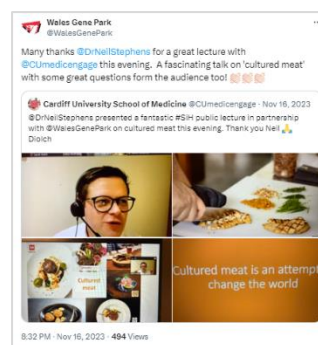 Wales Gene Park
@WalesGenePark
Many thanks @DrNeilStephens for a great lecture with
@CUmedicengage this evening. A fascinating talk on 'cultured meat'
with some great questions form the audience too!
Cardiff University School of Medicine @CUmedicengage · Nov 16, 2023
@DrNeilStephens presented a fantastic #SiH public lecture in partnership
with @WalesGenePark on cultured meat this evening. Thank you Neil
Diolch
Cultured
meat
Cultured meat is an attempt
change the world
8:32 PM · Nov 16, 2023 · 494 Views